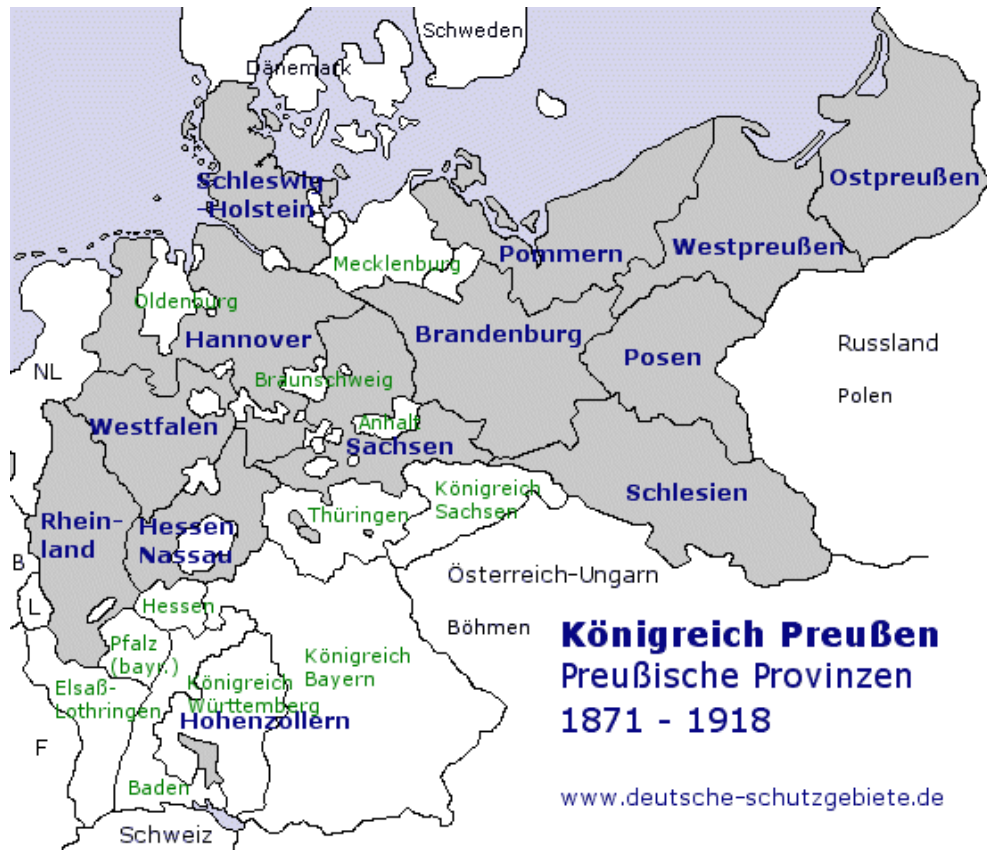 Schweden
Dänemark
Schleswig
-Holstein
Ostpreußen
Westpreußen
Pommern
Mecklenburg
Oldenburg
Hannover
Brandenburg
Russland
Posen
NL
Braunschweig
Polen
Westfalen
Anhalt
Sachsen
Königreich
Sachsen
Schlesien
Thüringen
Rhein-
land
Hessen
Nassau
B
Österreich-Ungarn
L
Hessen
Böhmen
Königreich Preußen
Preußische Provinzen
1871 - 1918
Pfalz
(bayr.)
Königreich
Bayern
Elsaß-
Lothringen
Königreich
Württemberg
Hohenzollern
F
Baden
www.deutsche-schutzgebiete.de
Schweiz